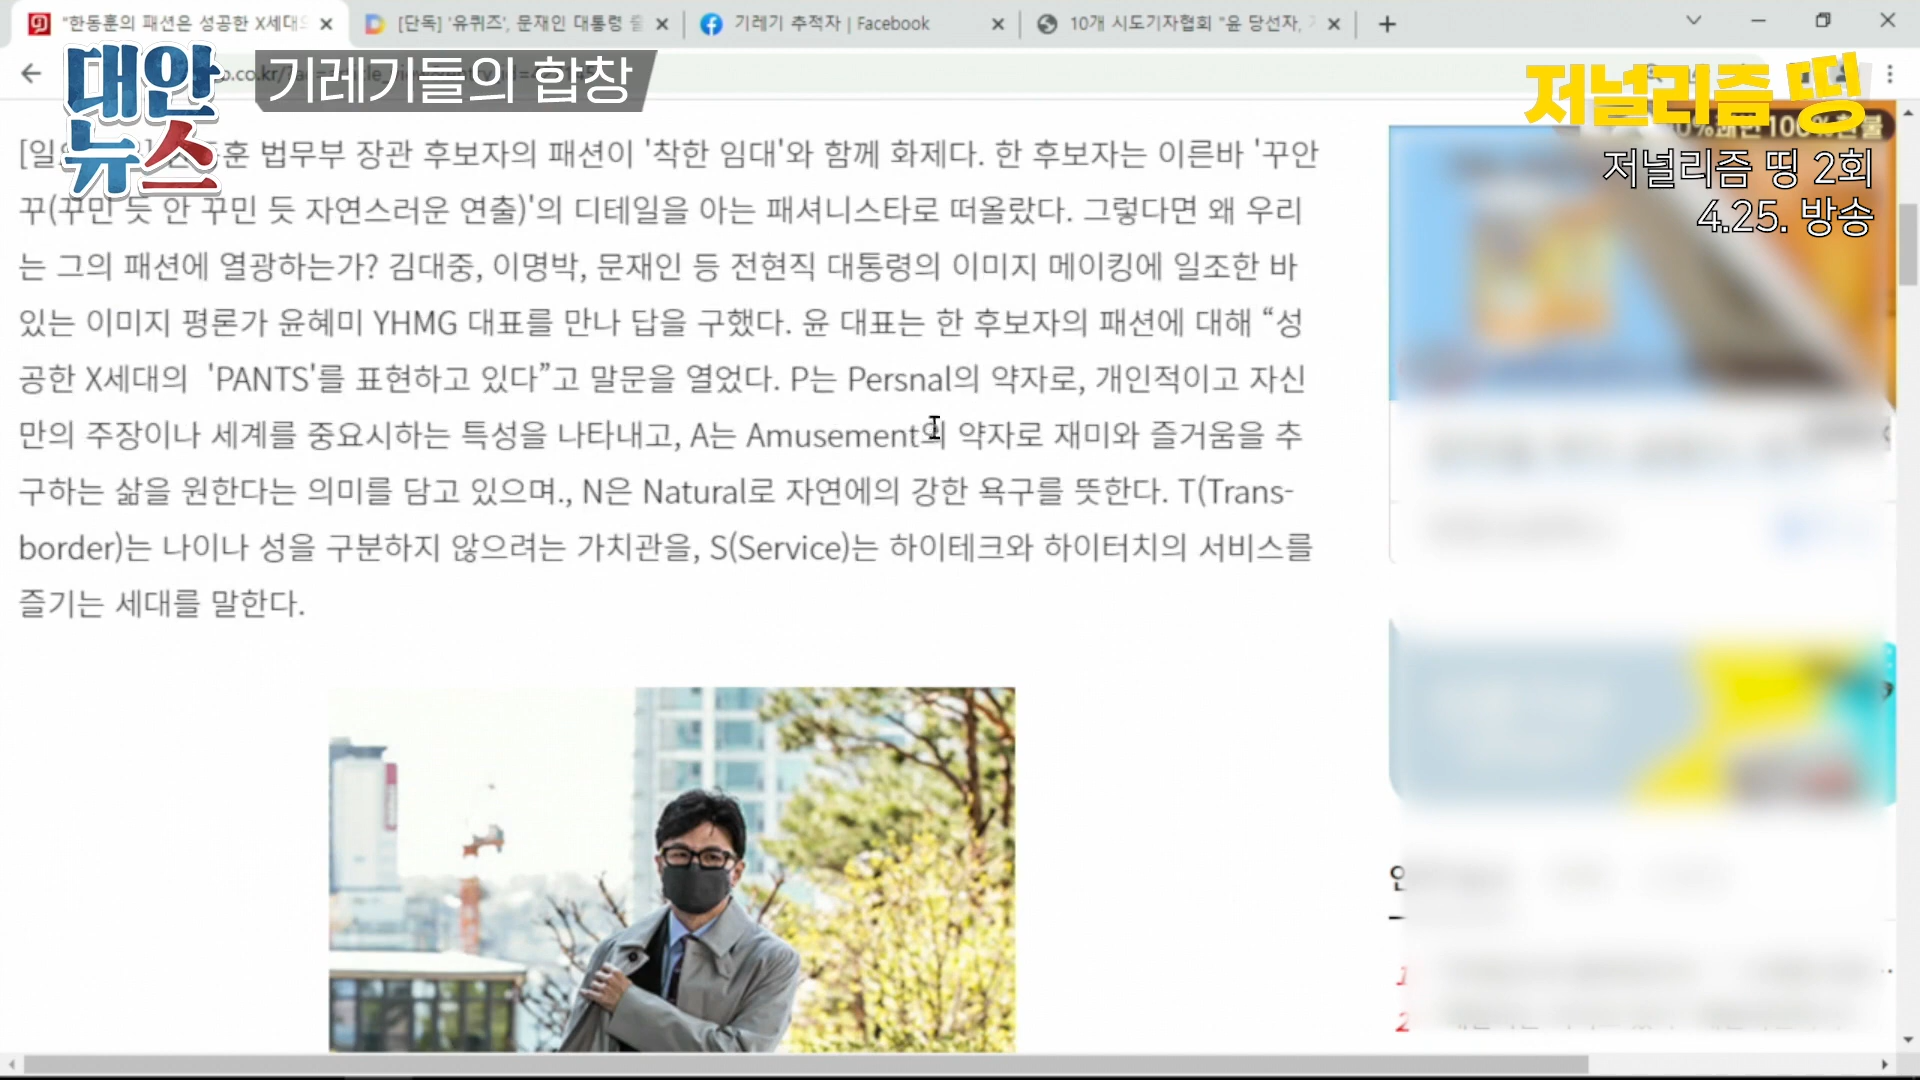 "한동훈의 패션은 성공한 X세대
[단독] '유퀴즈', 문재인 대통령
기레기 추적자 | Facebook
10개 시도기자협회 "윤 당선자,
대안
뉴스
기레기들의 합창
저널리즘 띵
저널리즘 띵 2회
4.25. 방송
훈 법무부 장관 후보자의 패션이 '착한 임대'와 함께 화제다. 한 후보자는 이른바 '꾸안
꾸(꾸민 듯 안 꾸민 듯 자연스러운 연출)'의 디테일을 아는 패셔니스타로 떠올랐다. 그렇다면 왜 우리
는 그의 패션에 열광하는가? 김대중, 이명박, 문재인 등 전현직 대통령의 이미지 메이킹에 일조한 바
있는 이미지 평론가 윤혜미 YHMG 대표를 만나 답을 구했다. 윤 대표는 한 후보자의 패션에 대해 “성
공한 X세대의 'PANTS'를 표현하고 있다”고 말문을 열었다. P는 Persnal의 약자로, 개인적이고 자신
만의 주장이나 세계를 중요시하는 특성을 나타내고, A는 Amusement의 약자로 재미와 즐거움을 추
구하는 삶을 원한다는 의미를 담고 있으며., N은 Natural로 자연에의 강한 욕구를 뜻한다. T(Trans-
border)는 나이나 성을 구분하지 않으려는 가치관을, S(Service)는 하이테크와 하이터치의 서비스를
즐기는 세대를 말한다.